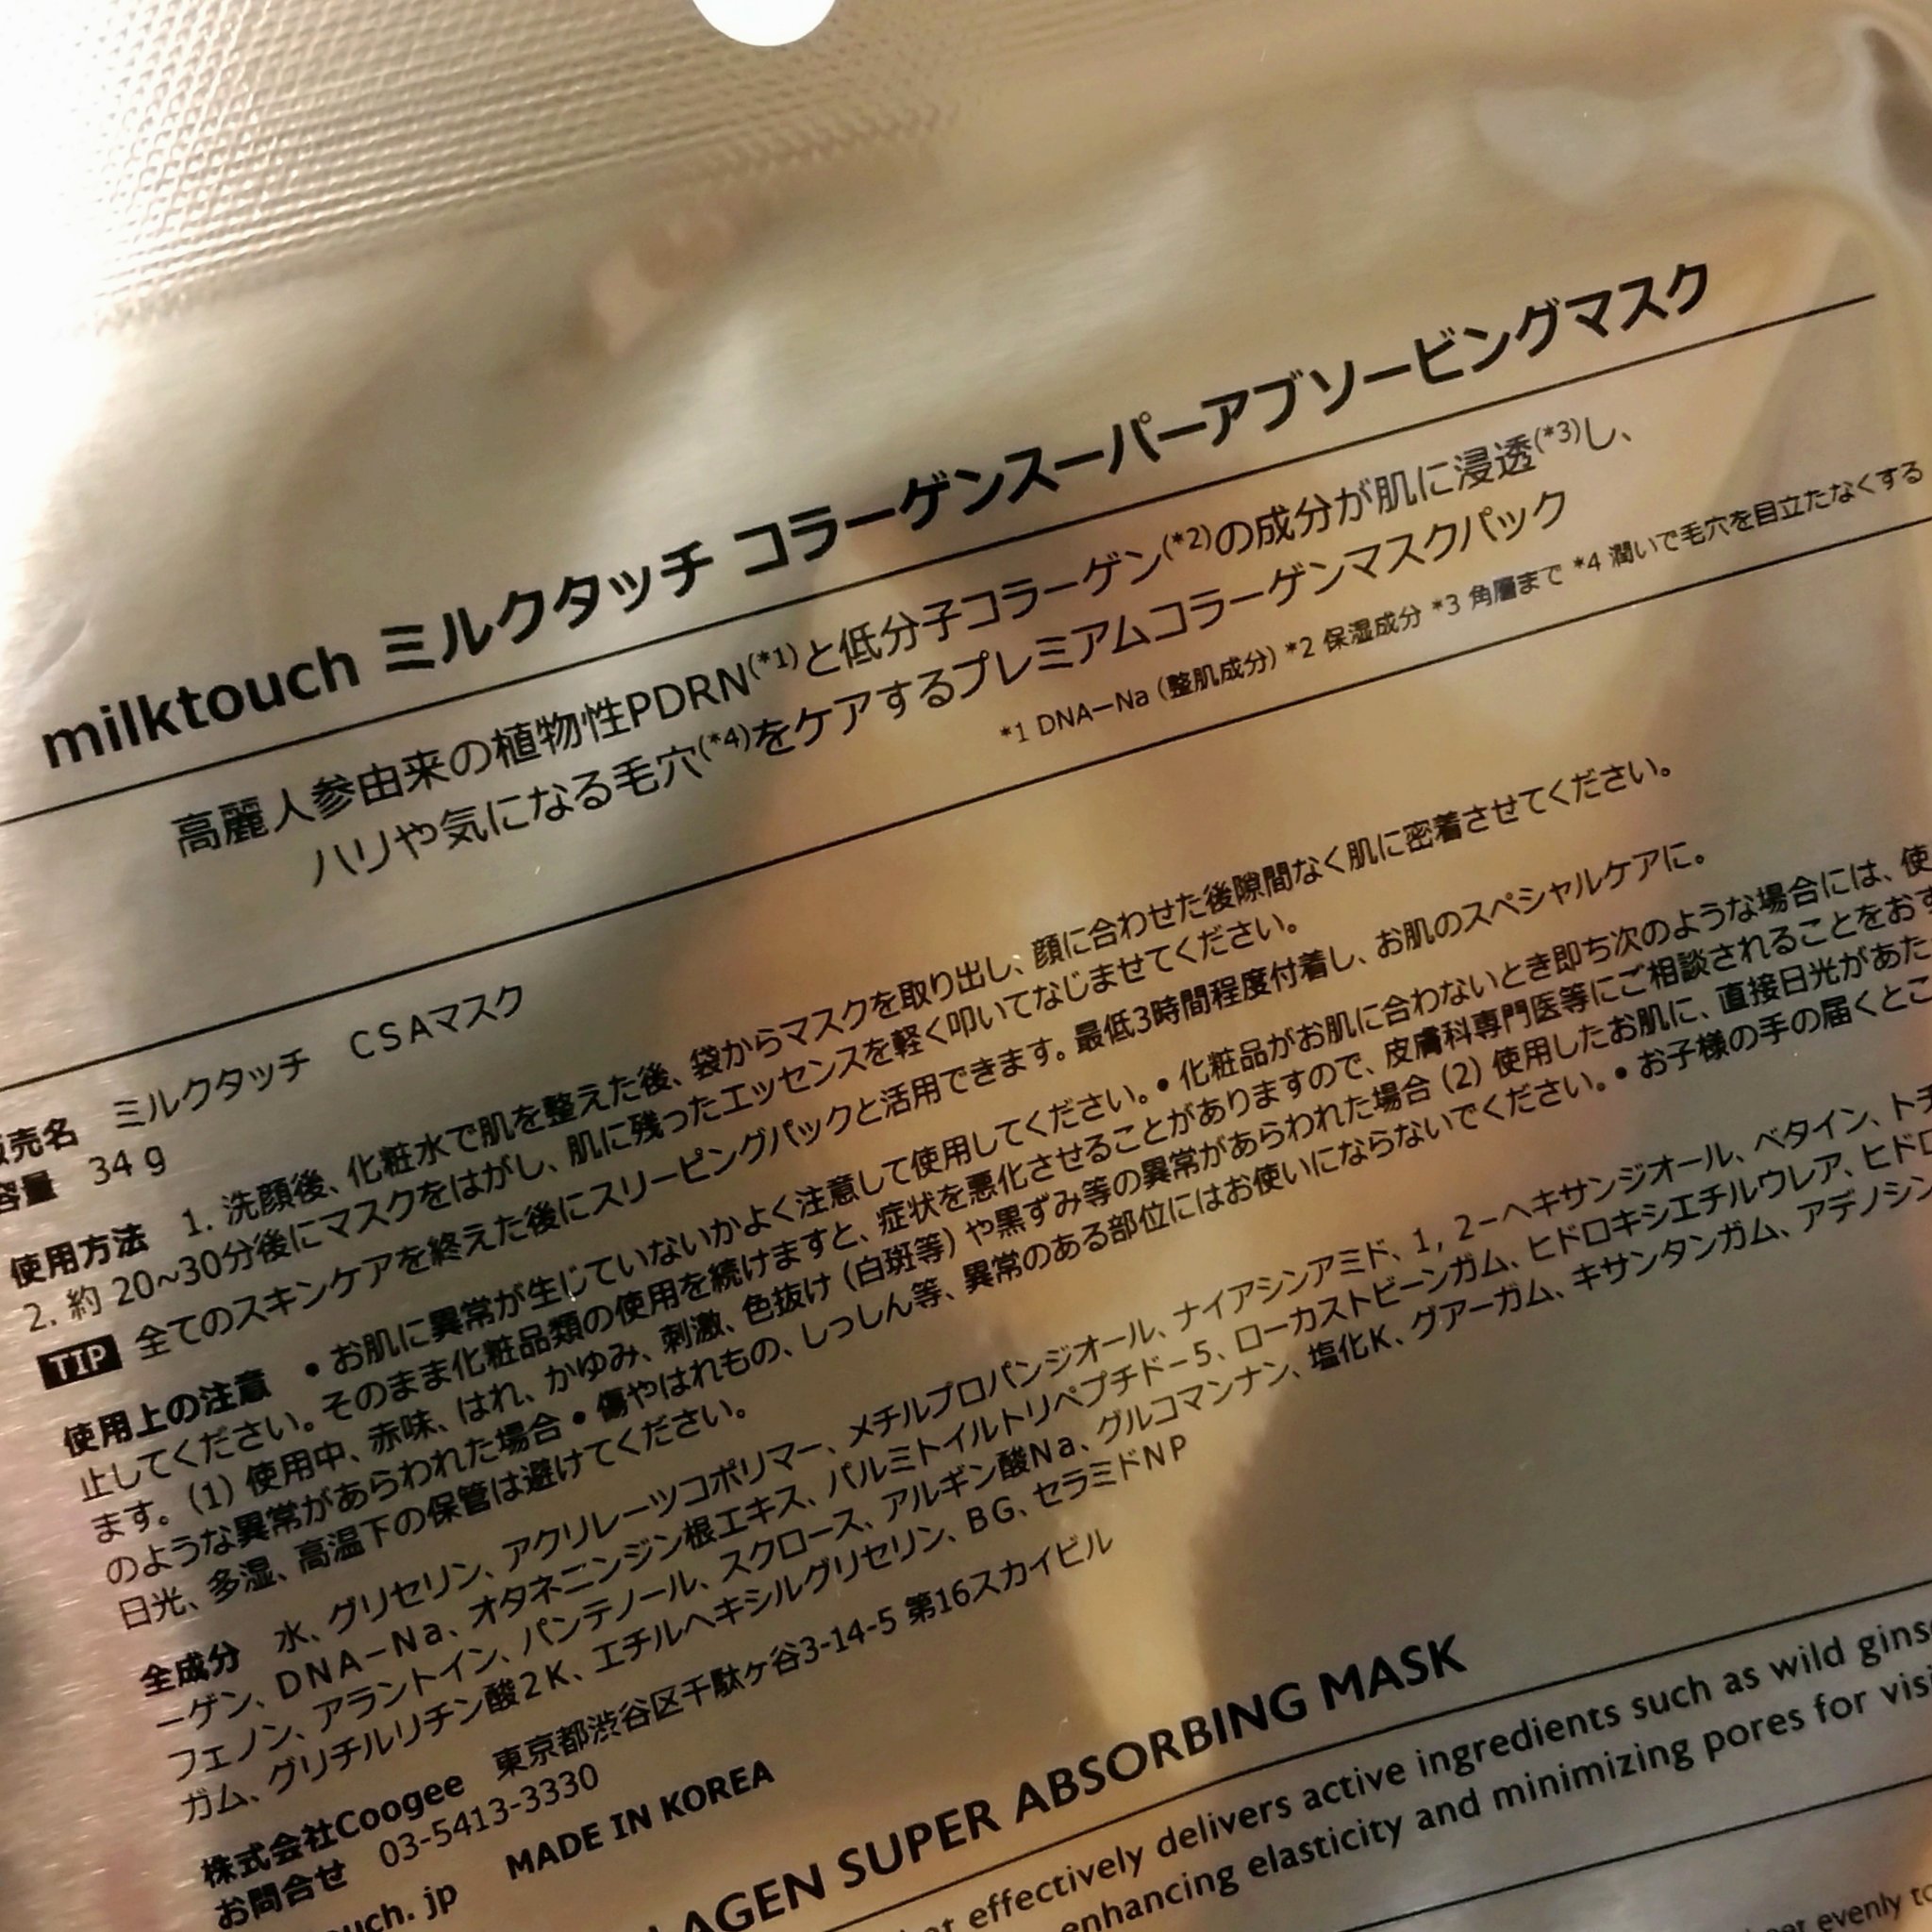 milktouch ミルクタッチ コラーゲンスーパーアブソービングマスク
高麗人参由来の植物性PDRN(*1)と低分子コラーゲン(*2)の成分が肌に浸透(*3)し、
ハリや気になる毛穴(*4)をケアするプレミアムコラーゲンマスクパック
*1 DNA－Na（整肌成分）*2 保湿成分 *3 角層まで *4 潤いで毛穴を目立たなくする
売名　ミルクタッチ　ＣＳＡマスク
容量　34 g
使用方法　1. 洗顔後、化粧水で肌を整えた後、袋からマスクを取り出し、顔に合わせた後隙間なく肌に密着させてください。
2. 約 20~30分後にマスクをはがし、肌に残ったエッセンスを軽く叩いてなじませてください。
TIP 全てのスキンケアを終えた後にスリーピングパックと活用できます。最低3時間程度付着し、お肌のスペシャルケアに。
使用上の注意　● お肌に異常が生じていないかよく注意して使用してください。● 化粧品がお肌に合わないとき即ち次のような場合には、使
止してください。そのまま化粧品類の使用を続けますと、症状を悪化させることがありますので、皮膚科専門医等にご相談されることをおす
ます。（1）使用中、赤味、はれ、かゆみ、刺激、色抜け（白斑等）や黒ずみ等の異常があらわれた場合（2）使用したお肌に、直接日光があた
のような異常があらわれた場合 ● 傷やはれもの、しっしん等、異常のある部位にはお使いにならないでください。● お子様の手の届くとこ
日光、多湿、高温下の保管は避けてください。
全成分　水、グリセリン、アクリレーツコポリマー、メチルプロパンジオール、ナイアシンアミド、１，２－ヘキサンジオール、ベタイン、
ーゲン、ＤＮＡ－Ｎａ、オタネニンジン根エキス、パルミトイルトリペプチド－５、ローカストビーンガム、ヒドロキシエチルウレア、ヒドロ
フェノン、アラントイン、パンテノール、スクロース、アルギン酸Ｎａ、グルコマンナン、塩化Ｋ、グアーガム、キサンタンガム、アデノシン
ガム、グリチルリチン酸２Ｋ、エチルヘキシルグリセリン、ＢＧ、セラミドＮＰ
株式会社Coogee　東京都渋谷区千駄ケ谷3-14-5 第16スカイビル
お問合せ　03-5413-3330
ouch. jp　MADE IN KOREA
LAGEN SUPER ABSORBING MASK
effectively delivers active ingredients such as wild gins
enhancing elasticity and minimizing pores for vis
evenly to